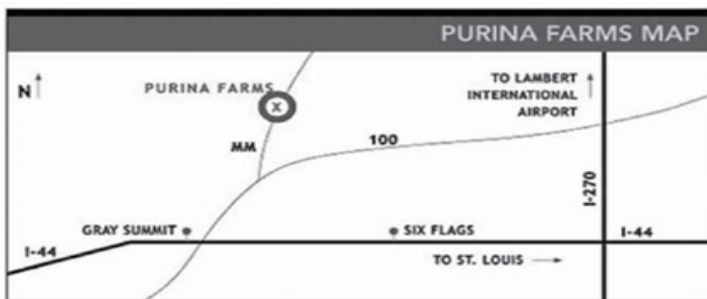 PURINA FARMS MAP
N
PURINA FARMS
X
TO LAMBERT
INTERNATIONAL
AIRPORT
MM
100
I-270
GRAY SUMMIT
SIX FLAGS
I-44
I-44
TO ST. LOUIS